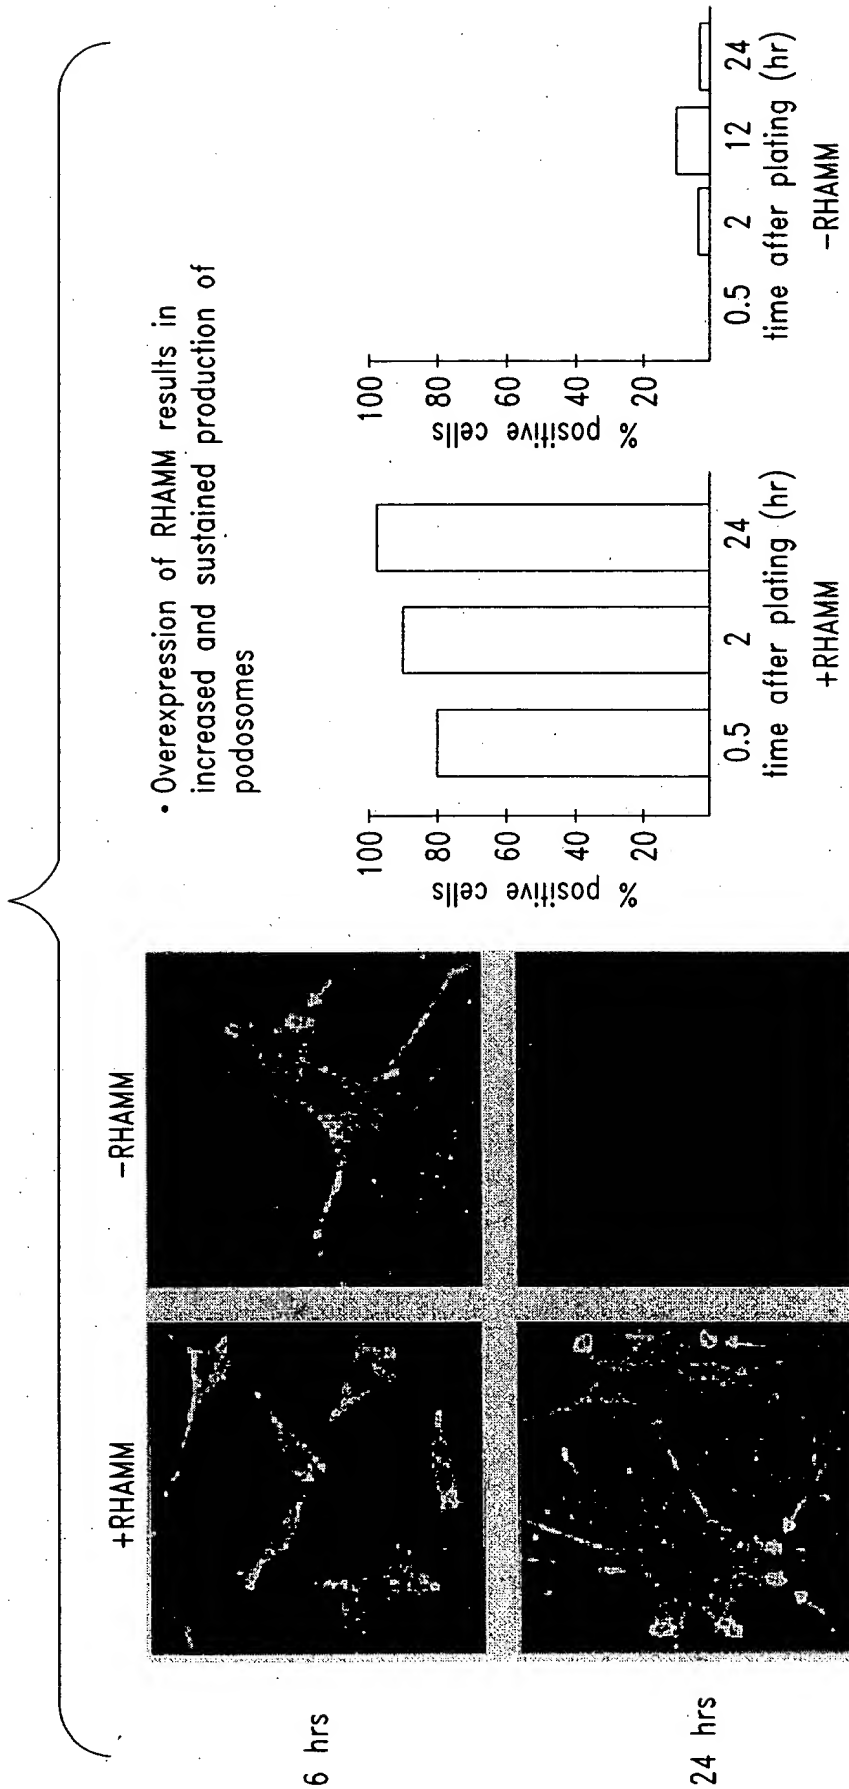 +RHAMM
-RHAMM
6 hrs
24 hrs
• Overexpression of RHAMM results in
increased and sustained production of
podosomes
% positive cells
100
80
60
40
20
0.5 2 24
time after plating (hr)
+RHAMM
% positive cells
100
80
60
40
20
0.5 2 12 24
time after plating (hr)
-RHAMM